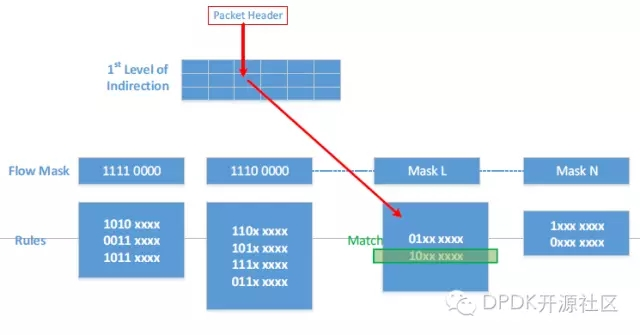 Packet Header
1st Level of
Indirection
Flow Mask
1111 0000
1110 0000
Mask L
Mask N
Rules
1010 xxxx
0011 xxxx
1011 xxxx
110x xxxx
101x xxxx
111x xxxx
011x xxxx
Match
01xx xxxx
10xx xxxx
1xxx xxxx
0xxx xxxx
DPDK开源社区